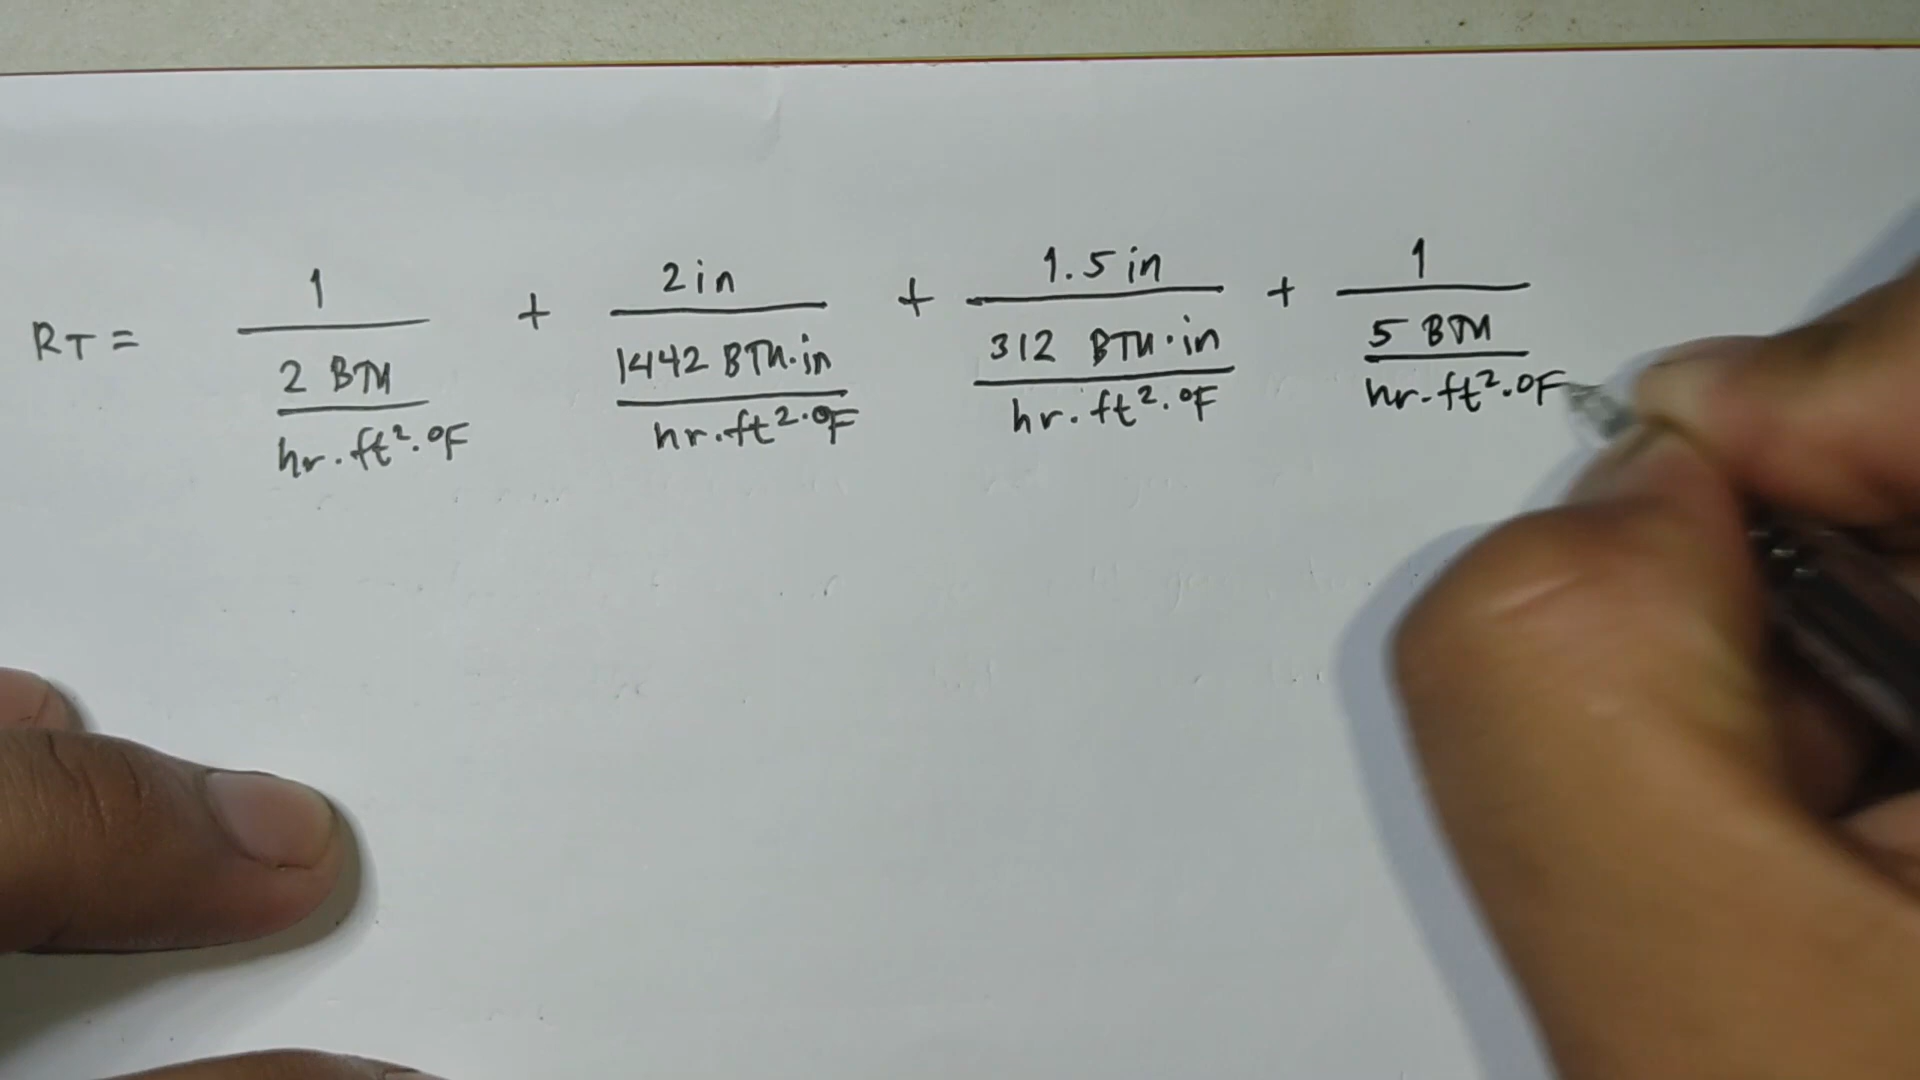 RT = 1 + 2 in + 1.5 in + 1
2 BTU 1442 BTU·in 312 BTU·in 5 BTU
hr·ft²·°F hr·ft²·°F hr·ft²·°F hr·ft²·°F